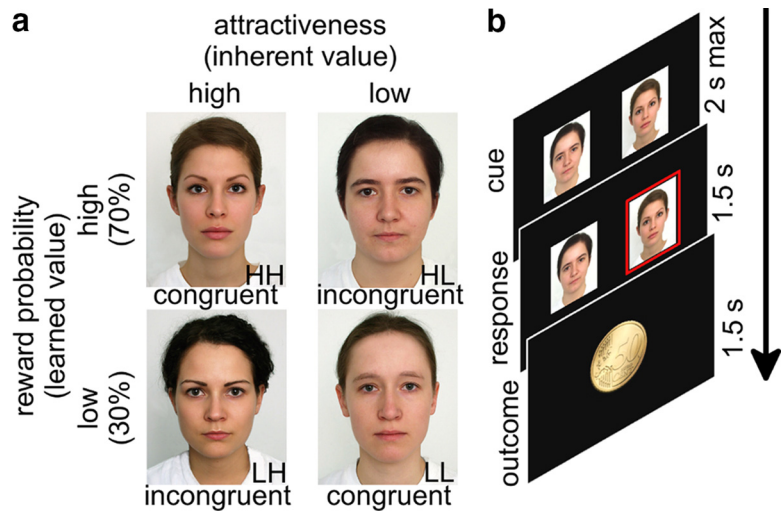 a
attractiveness
(inherent value)
high
low
reward probability
(learned value)
high
(70%)
HH
congruent
HL
incongruent
low
(30%)
LH
incongruent
LL
congruent
b
cue
2 s max
response
1.5 s
outcome
1.5 s
50